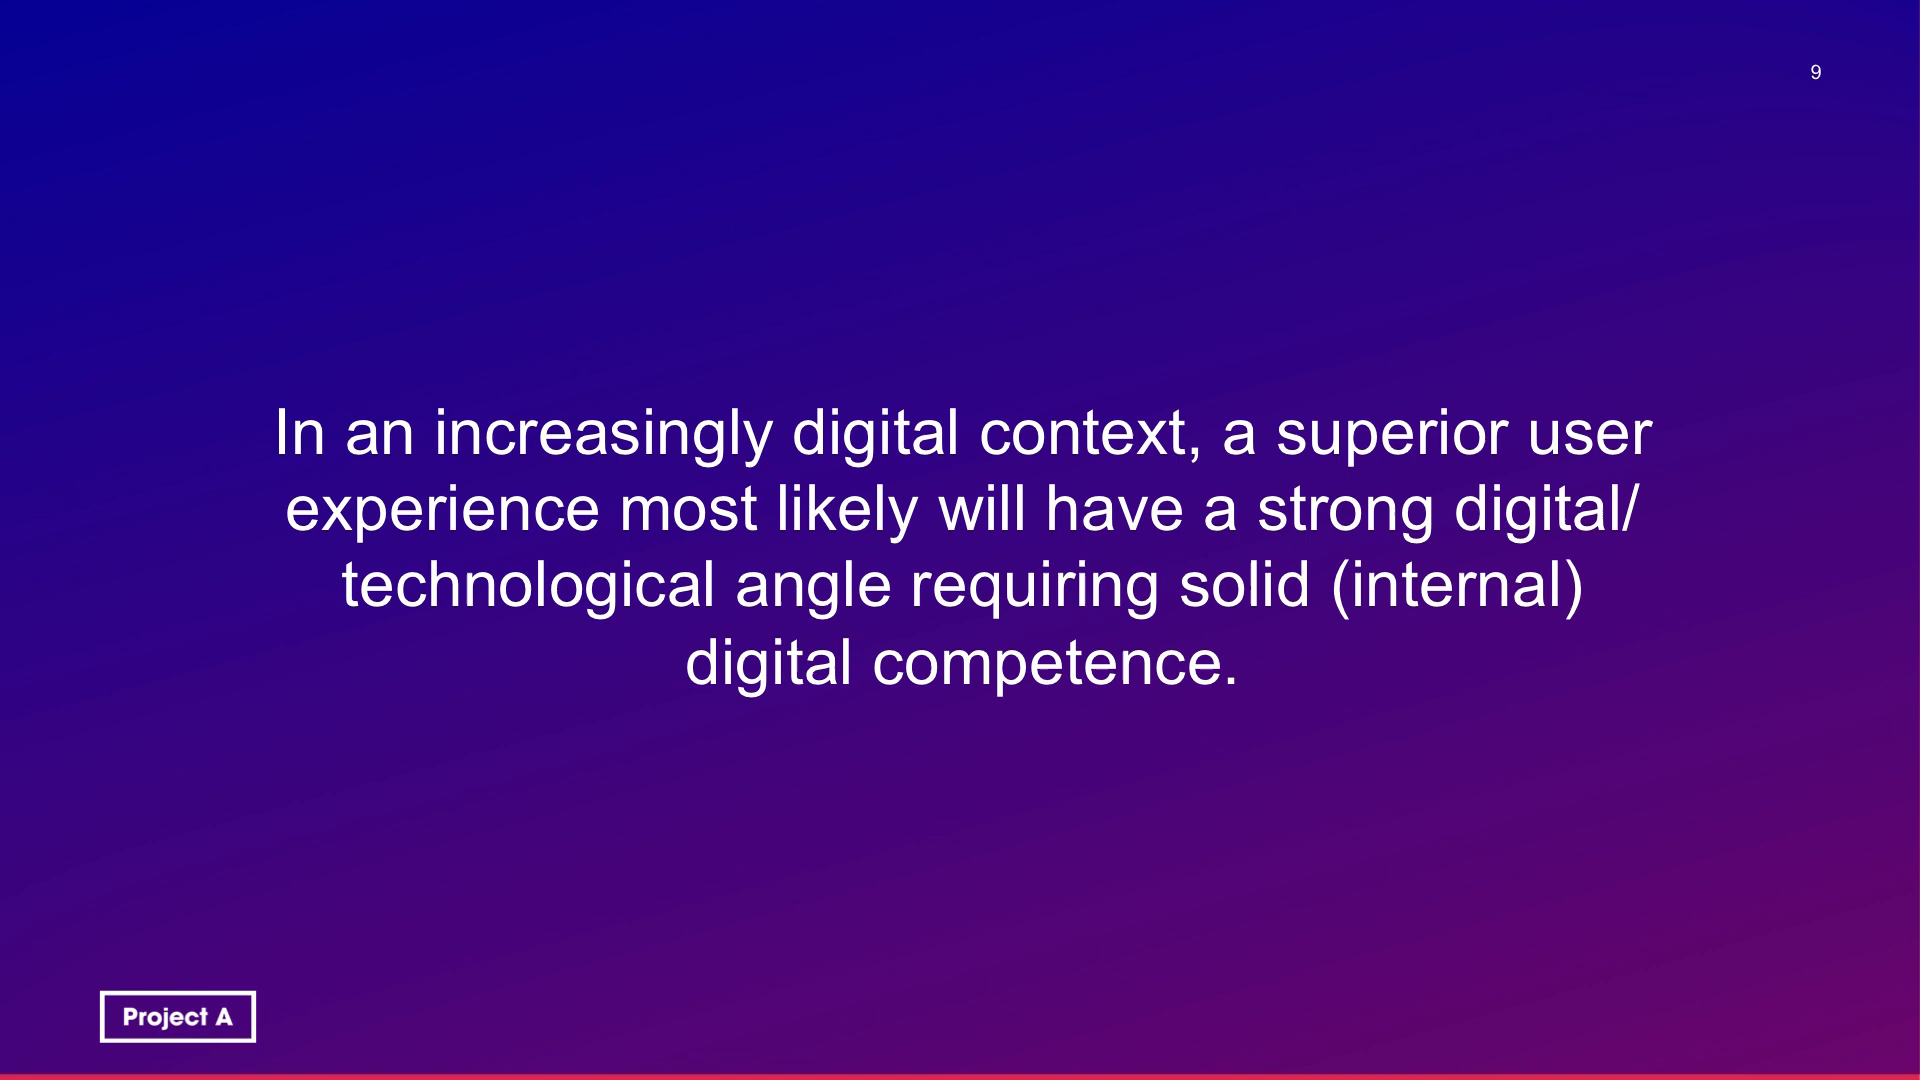 9
In an increasingly digital context, a superior user
experience most likely will have a strong digital/
technological angle requiring solid (internal)
digital competence.
Project A